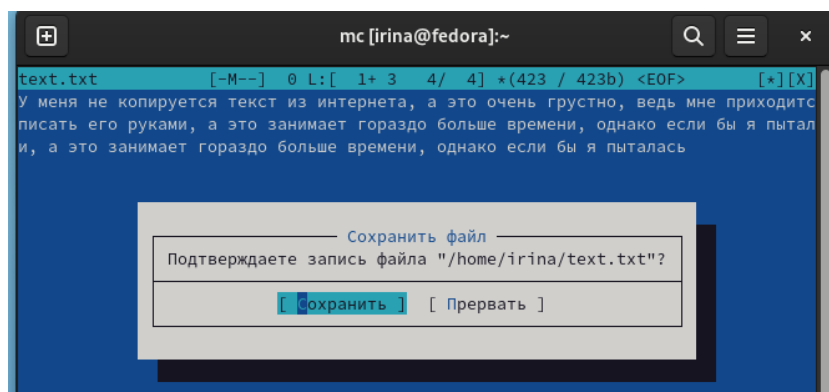 mc [irina@fedora]:~
text.txt [-M--] 0 L:[ 1+ 3 4/ 4] *(423 / 423b) <EOF> [*][X]
У меня не копируется текст из интернета, а это очень грустно, ведь мне приходитс
писать его руками, а это занимает гораздо больше времени, однако если бы я пытал
и, а это занимает гораздо больше времени, однако если бы я пыталась
Сохранить файл
Подтверждаете запись файла "/home/irina/text.txt"?
[ Сохранить ] [ Прервать ]